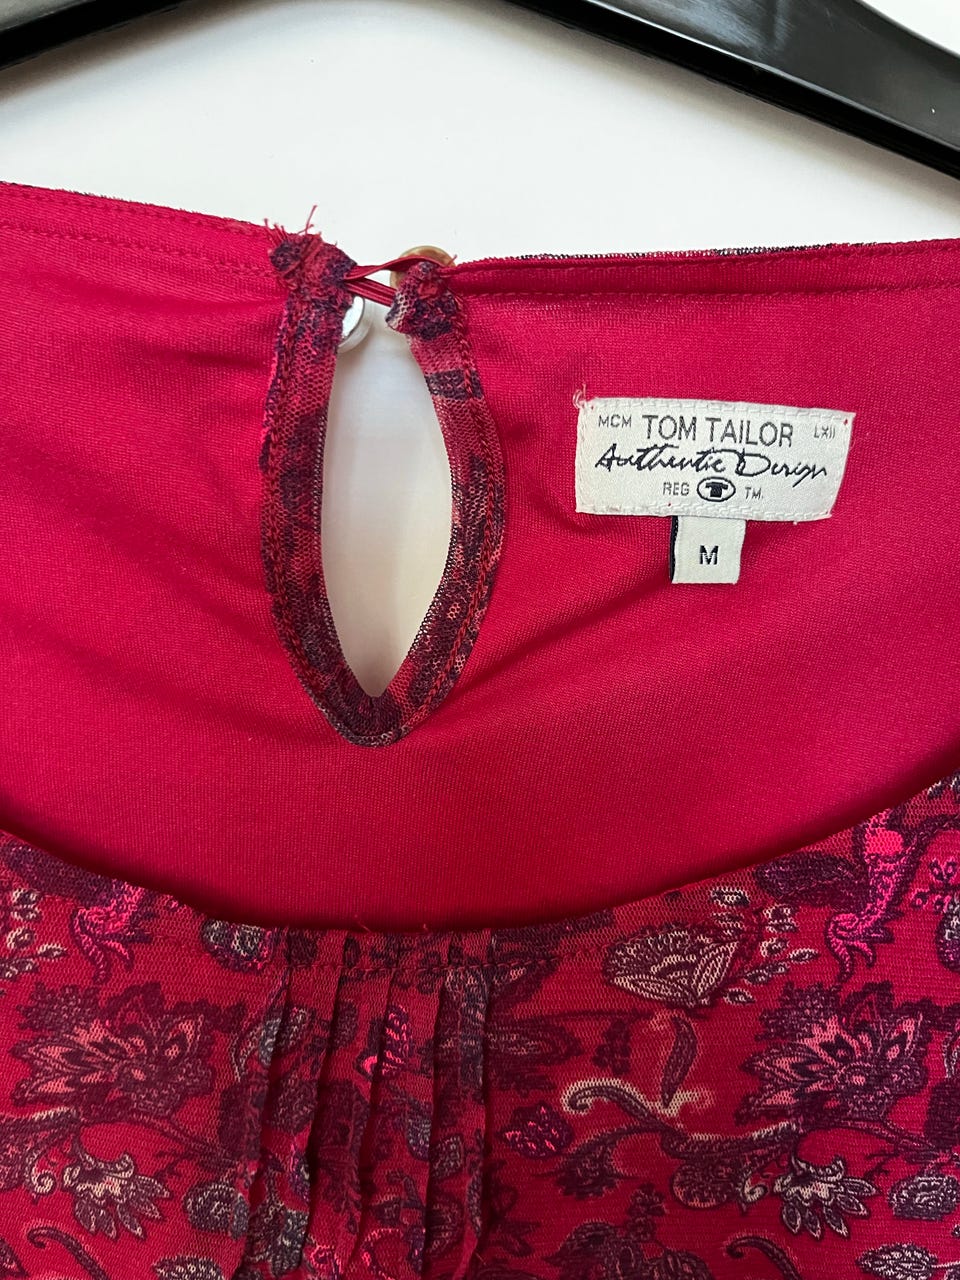 MCM TOM TAILOR LXII
Authentic Design
REG T TM.
M